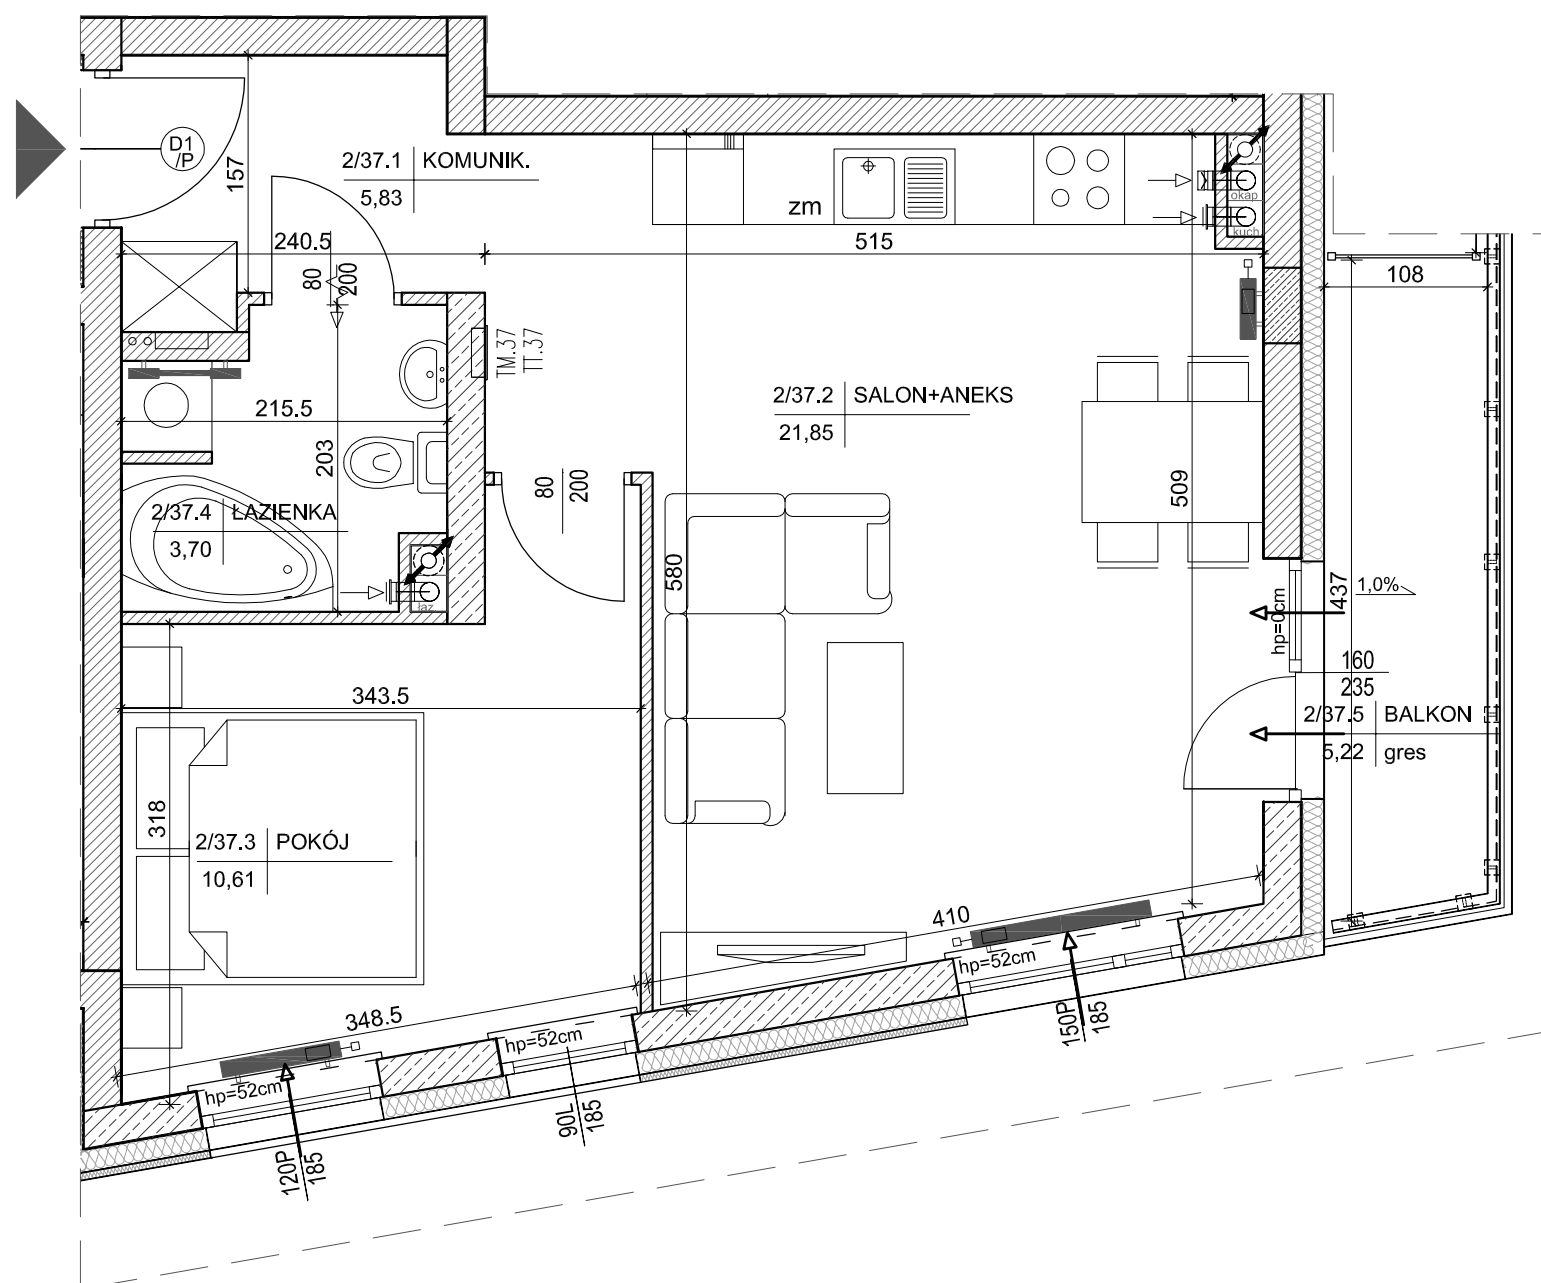 D1
/P
157
2/37.1 KOMUNIK.
5,83
240.5
80
200
zm
515
okap
kuch
108
TM.37
TT.37
2/37.2 SALON+ANEKS
21,85
215.5
203
80
200
509
2/37.4 ŁAZIENKA
3,70
łaz
580
437
1,0%
hp=0cm
160
235
2/37.5 BALKON
5,22 gres
343.5
318
2/37.3 POKÓJ
10,61
410
hp=52cm
150P
185
348.5
hp=52cm
90L
185
hp=52cm
120P
185